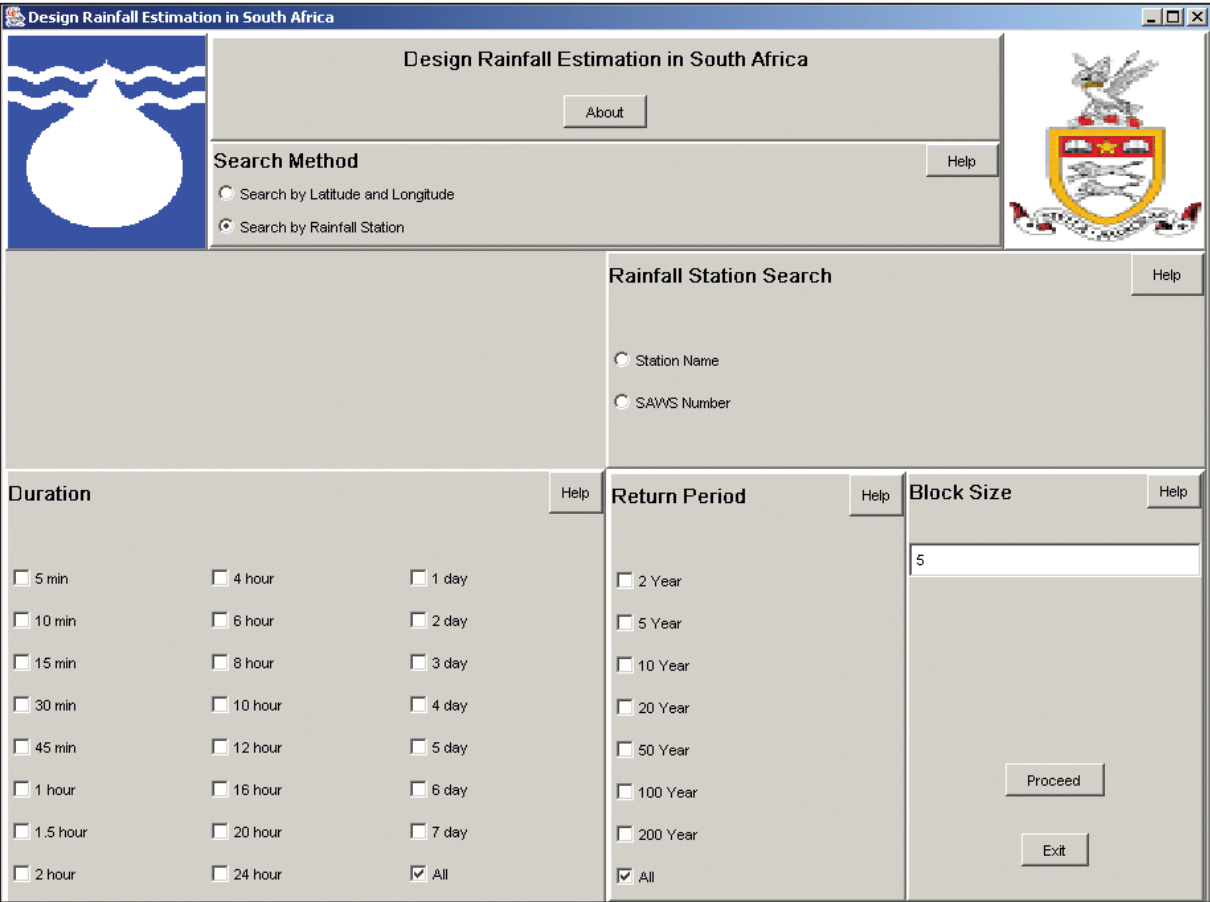 Design Rainfall Estimation in South Africa
Design Rainfall Estimation in South Africa
About
Search Method
Help
Search by Latitude and Longitude
Search by Rainfall Station
Rainfall Station Search
Help
Station Name
SAWS Number
Duration
Help
5 min
4 hour
1 day
10 min
6 hour
2 day
15 min
8 hour
3 day
30 min
10 hour
4 day
45 min
12 hour
5 day
1 hour
16 hour
6 day
1.5 hour
20 hour
7 day
2 hour
24 hour
All
Return Period
Help
2 Year
5 Year
10 Year
20 Year
50 Year
100 Year
200 Year
All
Block Size
Help
5
Proceed
Exit